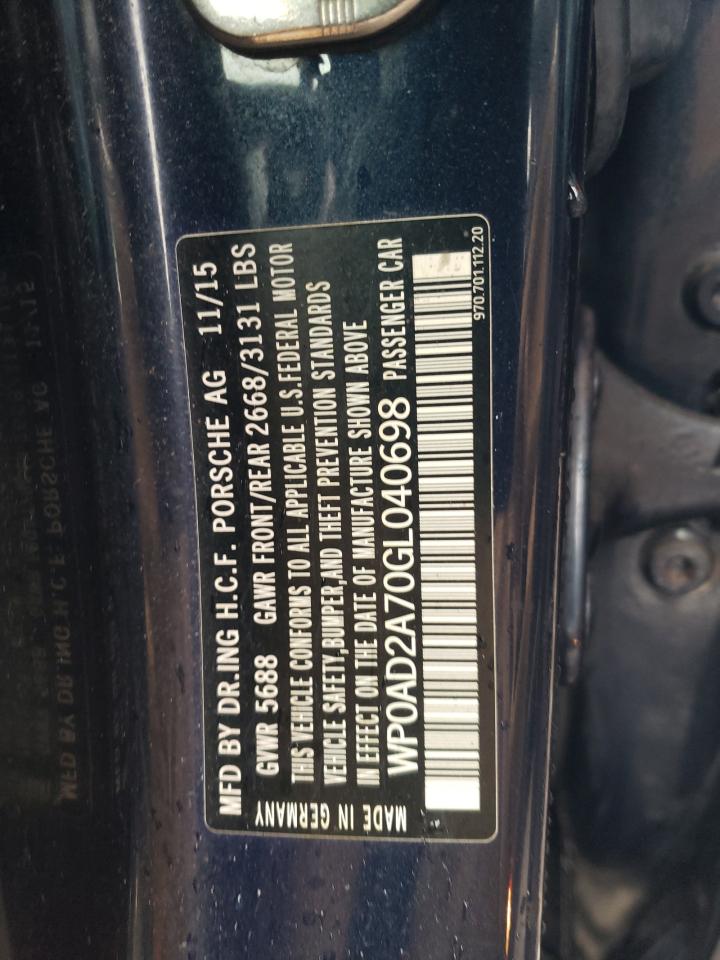 MFD BY DR.ING H.C.F. PORSCHE AG 11/15
GVWR 5688 GAWR FRONT/REAR 2668/3131 LBS
THIS VEHICLE CONFORMS TO ALL APPLICABLE U.S.FEDERAL MOTOR
VEHICLE SAFETY,BUMPER,AND THEFT PREVENTION STANDARDS
IN EFFECT ON THE DATE OF MANUFACTURE SHOWN ABOVE
WP0AD2A70GL040698 PASSENGER CAR
MADE IN GERMANY
970.701.112.20